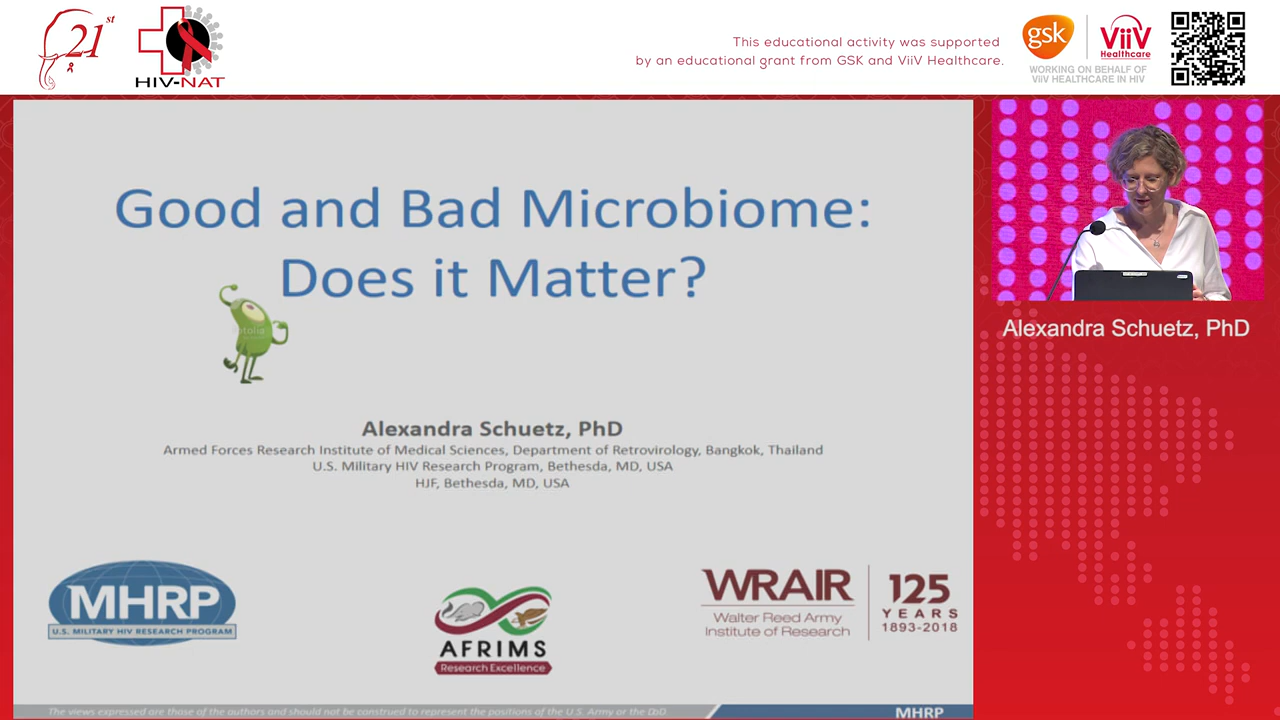 21st
HIV-NAT
This educational activity was supported
by an educational grant from GSK and ViiV Healthcare.
gsk
ViiV
Healthcare
WORKING ON BEHALF OF
ViiV HEALTHCARE IN HIV
Good and Bad Microbiome:
Does it Matter?
fotolia
Alexandra Schuetz, PhD
Armed Forces Research Institute of Medical Sciences, Department of Retrovirology, Bangkok, Thailand
U.S. Military HIV Research Program, Bethesda, MD, USA
HJF, Bethesda, MD, USA
MHRP
U.S. MILITARY HIV RESEARCH PROGRAM
AFRIMS
Research Excellence
WRAIR
Walter Reed Army
Institute of Research
125
YEARS
1893-2018
The views expressed are those of the authors and should not be construed to represent the positions of the U.S. Army or the DoD.
MHRP
Alexandra Schuetz, PhD